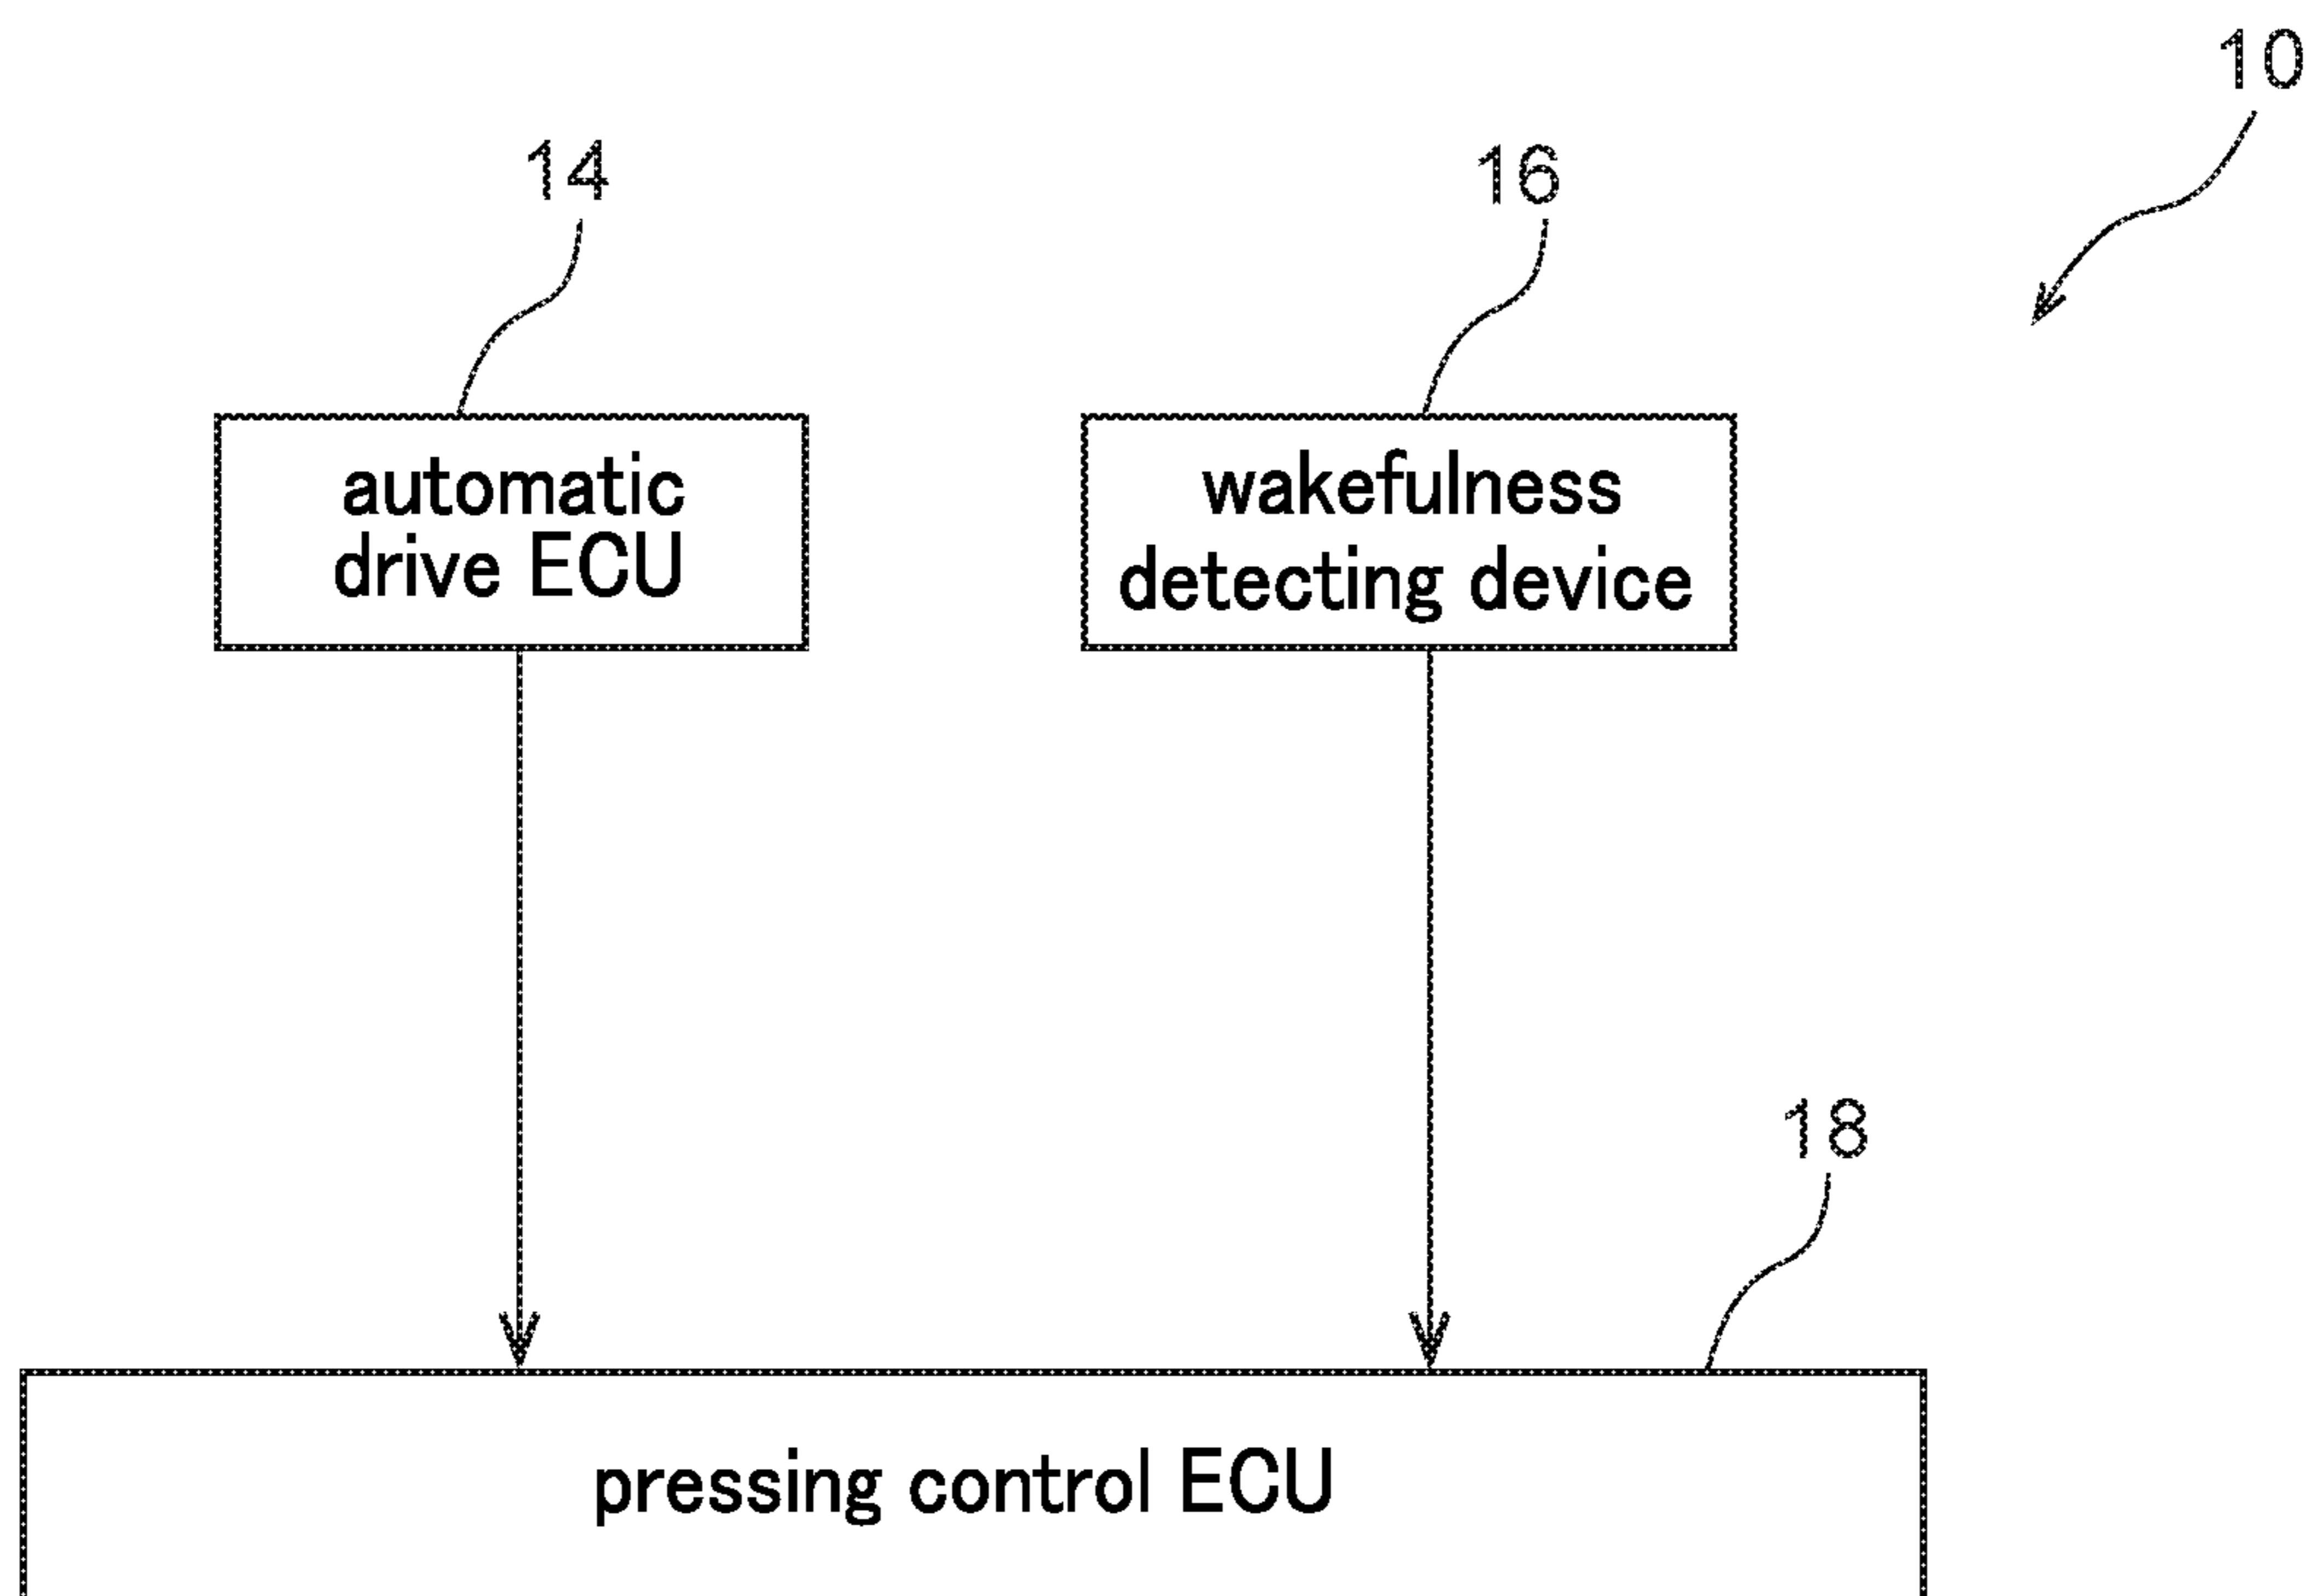 10
14
16
automatic
drive ECU
wakefulness
detecting device
18
pressing control ECU